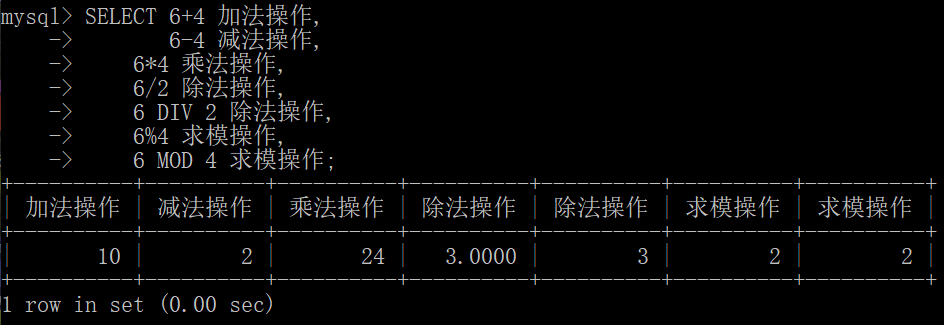 mysql> SELECT 6+4 加法操作,
    ->        6-4 减法操作,
    ->     6*4 乘法操作,
    ->     6/2 除法操作,
    ->     6 DIV 2 除法操作,
    ->     6%4 求模操作,
    ->     6 MOD 4 求模操作;
+----------+----------+----------+----------+----------+----------+----------+
| 加法操作 | 减法操作 | 乘法操作 | 除法操作 | 除法操作 | 求模操作 | 求模操作 |
+----------+----------+----------+----------+----------+----------+----------+
|       10 |        2 |       24 |   3.0000 |        3 |        2 |        2 |
+----------+----------+----------+----------+----------+----------+----------+
1 row in set (0.00 sec)